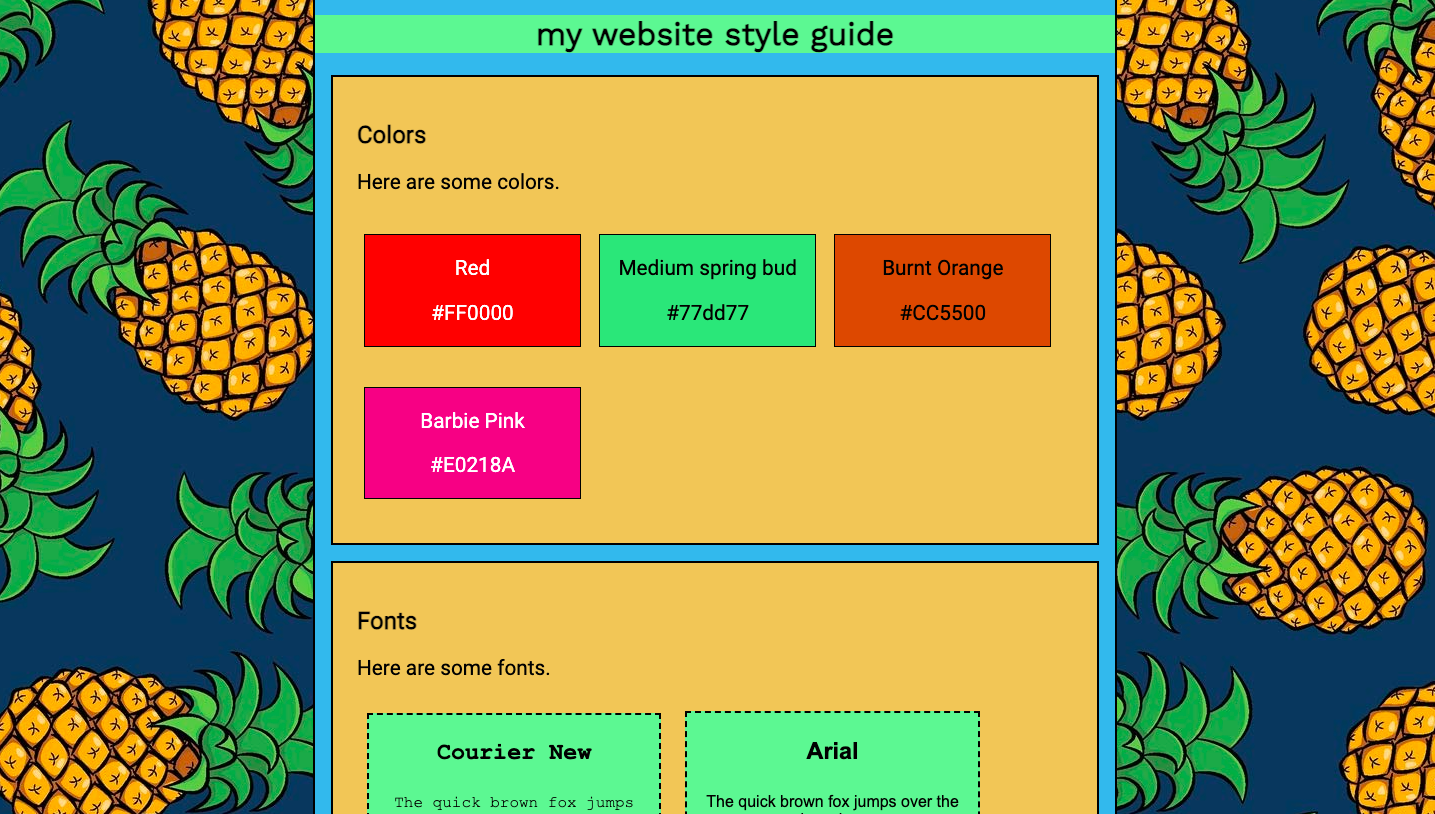 my website style guide
Colors
Here are some colors.
Red
#FF0000
Medium spring bud
#77dd77
Burnt Orange
#CC5500
Barbie Pink
#E0218A
Fonts
Here are some fonts.
Courier New
The quick brown fox jumps
Arial
The quick brown fox jumps over the